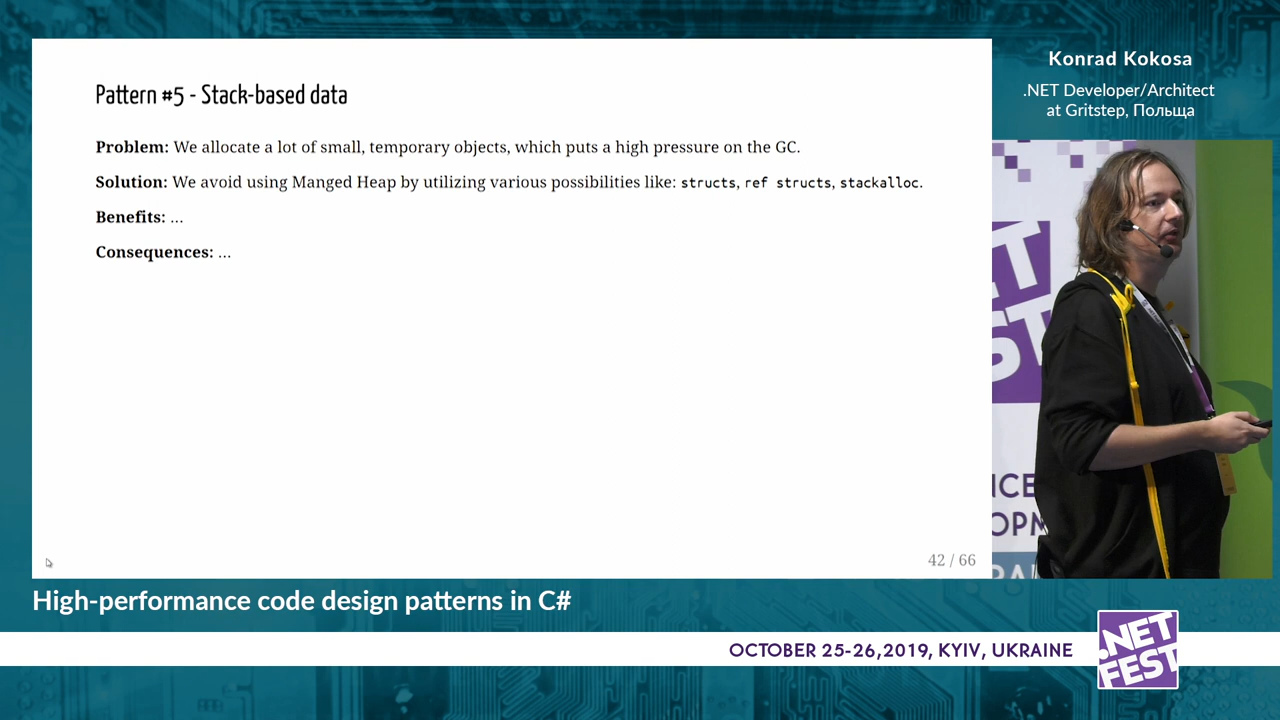 Pattern #5 - Stack-based data
Problem: We allocate a lot of small, temporary objects, which puts a high pressure on the GC.
Solution: We avoid using Manged Heap by utilizing various possibilities like: structs, ref structs, stackalloc.
Benefits: ...
Consequences: ...
42 / 66
Konrad Kokosa
.NET Developer/Architect
at Gritstep, Польща
High-performance code design patterns in C#
OCTOBER 25-26,2019, KYIV, UKRAINE
.NET
FEST